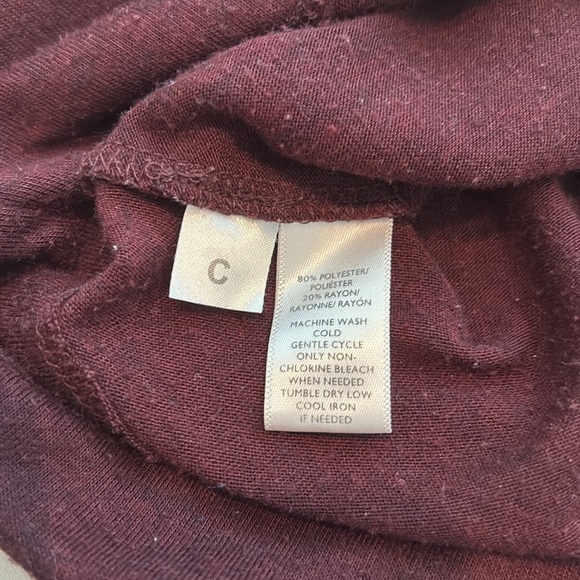 C
80% POLYESTER/
POLIÉSTER
20% RAYON/
RAYONNE/ RAYÓN
MACHINE WASH
COLD
GENTLE CYCLE
ONLY NON-
CHLORINE BLEACH
WHEN NEEDED
TUMBLE DRY LOW
COOL IRON
IF NEEDED